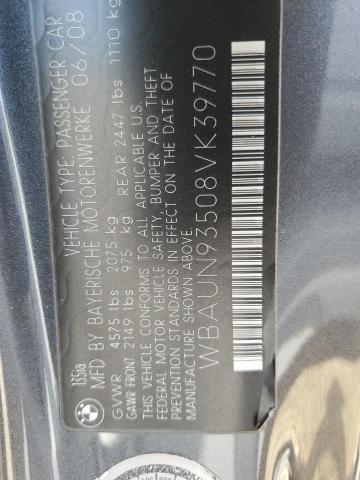 135ia
VEHICLE TYPE, PASSENGER CAR
MFD BY BAYERISCHE MOTORENWERKE 06/08
GVWR 4575 lbs 2075 kg
GAWR FRONT 2149 lbs 975 kg REAR 2447 lbs 1110 kg
THIS VEHICLE CONFORMS TO ALL APPLICABLE
FEDERAL MOTOR VEHICLE SAFETY, BUMPER AND THEFT
PREVENTION STANDARDS IN EFFECT ON THE DATE OF
MANUFACTURE SHOWN ABOVE.
WBAUN93508VK39770